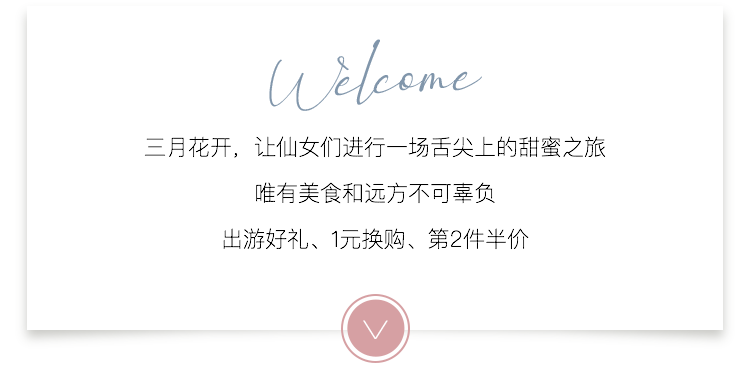 Welcome
三月花开，让仙女们进行一场舌尖上的甜蜜之旅
唯有美食和远方不可辜负
出游好礼、1元换购、第2件半价